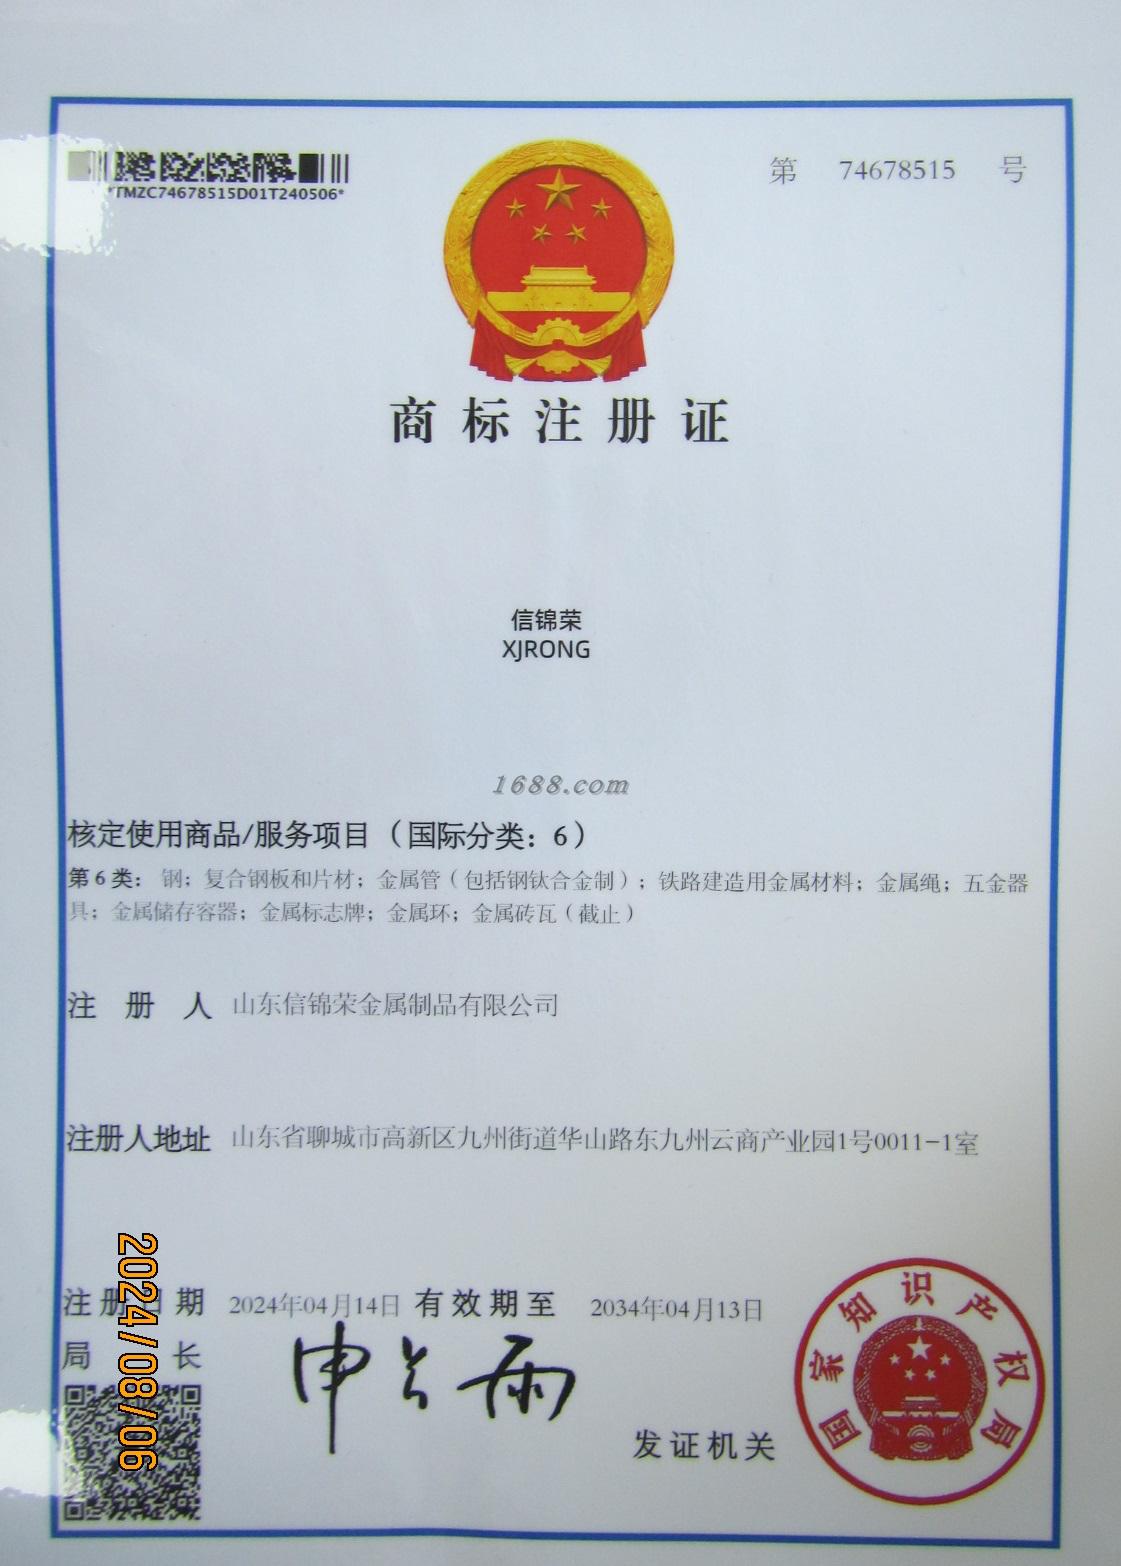 第 74678515 号
*TMZC74678515D01T240506*
商标注册证
信锦荣
XJRONG
1688.com
核定使用商品/服务项目（国际分类：6）
第6类：钢；复合钢板和片材；金属管（包括钢钛合金制）；铁路建造用金属材料；金属绳；五金器
具；金属储存容器；金属标志牌；金属环；金属砖瓦（截止）
注 册 人 山东信锦荣金属制品有限公司
注册人地址 山东省聊城市高新区九州街道华山路东九州云商产业园1号0011-1室
注册日期 2024年04月14日 有效期至 2034年04月13日
局 长 申长雨
发证机关
国家知识产权局
2024/08/06